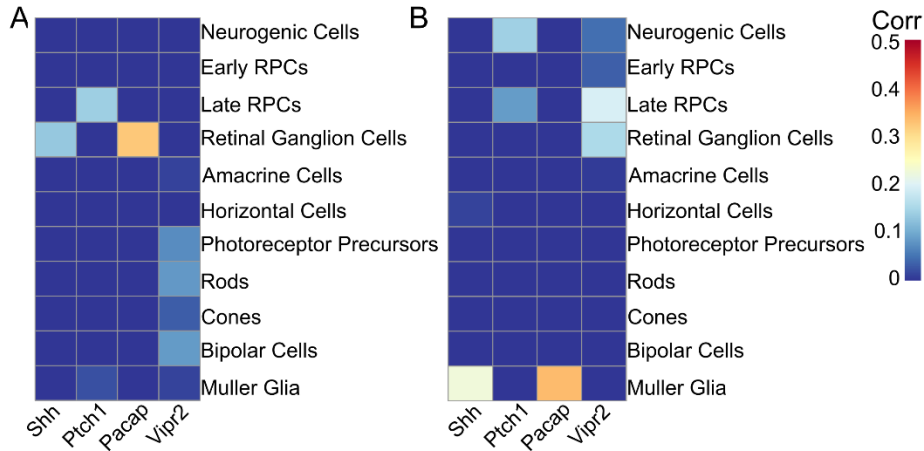 A
B
Corr
Neurogenic Cells
Early RPCs
Late RPCs
Retinal Ganglion Cells
Amacrine Cells
Horizontal Cells
Photoreceptor Precursors
Rods
Cones
Bipolar Cells
Muller Glia
Shh
Ptch1
Pacap
Vipr2
Neurogenic Cells
Early RPCs
Late RPCs
Retinal Ganglion Cells
Amacrine Cells
Horizontal Cells
Photoreceptor Precursors
Rods
Cones
Bipolar Cells
Muller Glia
Shh
Ptch1
Pacap
Vipr2
0.5
0.4
0.3
0.2
0.1
0